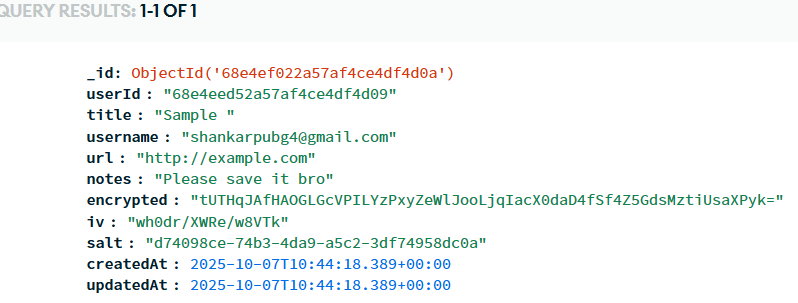 QUERY RESULTS: 1-1 OF 1
_id: ObjectId('68e4ef022a57af4ce4df4d0a')
userId : "68e4eed52a57af4ce4df4d09"
title : "Sample "
username : "shankarpubg4@gmail.com"
url : "http://example.com"
notes : "Please save it bro"
encrypted : "tUTHqJAfHAOGLGcVPILYzPxyZeWlJooLjqIacX0daD4fSf4Z5GdsMztiUsaXPyk="
iv : "wh0dr/XWRe/w8VTk"
salt : "d74098ce-74b3-4da9-a5c2-3df74958dc0a"
createdAt : 2025-10-07T10:44:18.389+00:00
updatedAt : 2025-10-07T10:44:18.389+00:00